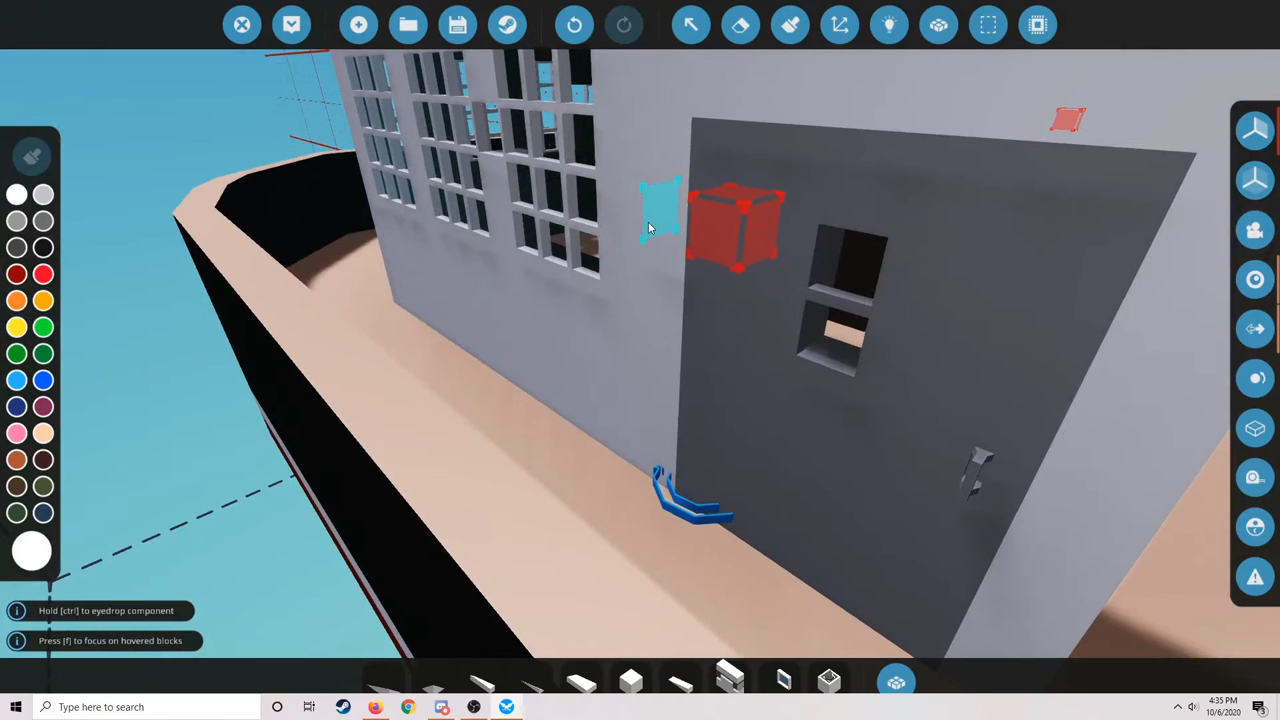 Hold [ctrl] to eyedrop component
Press [f] to focus on hovered blocks
Type here to search
4:35 PM
10/6/2020
3